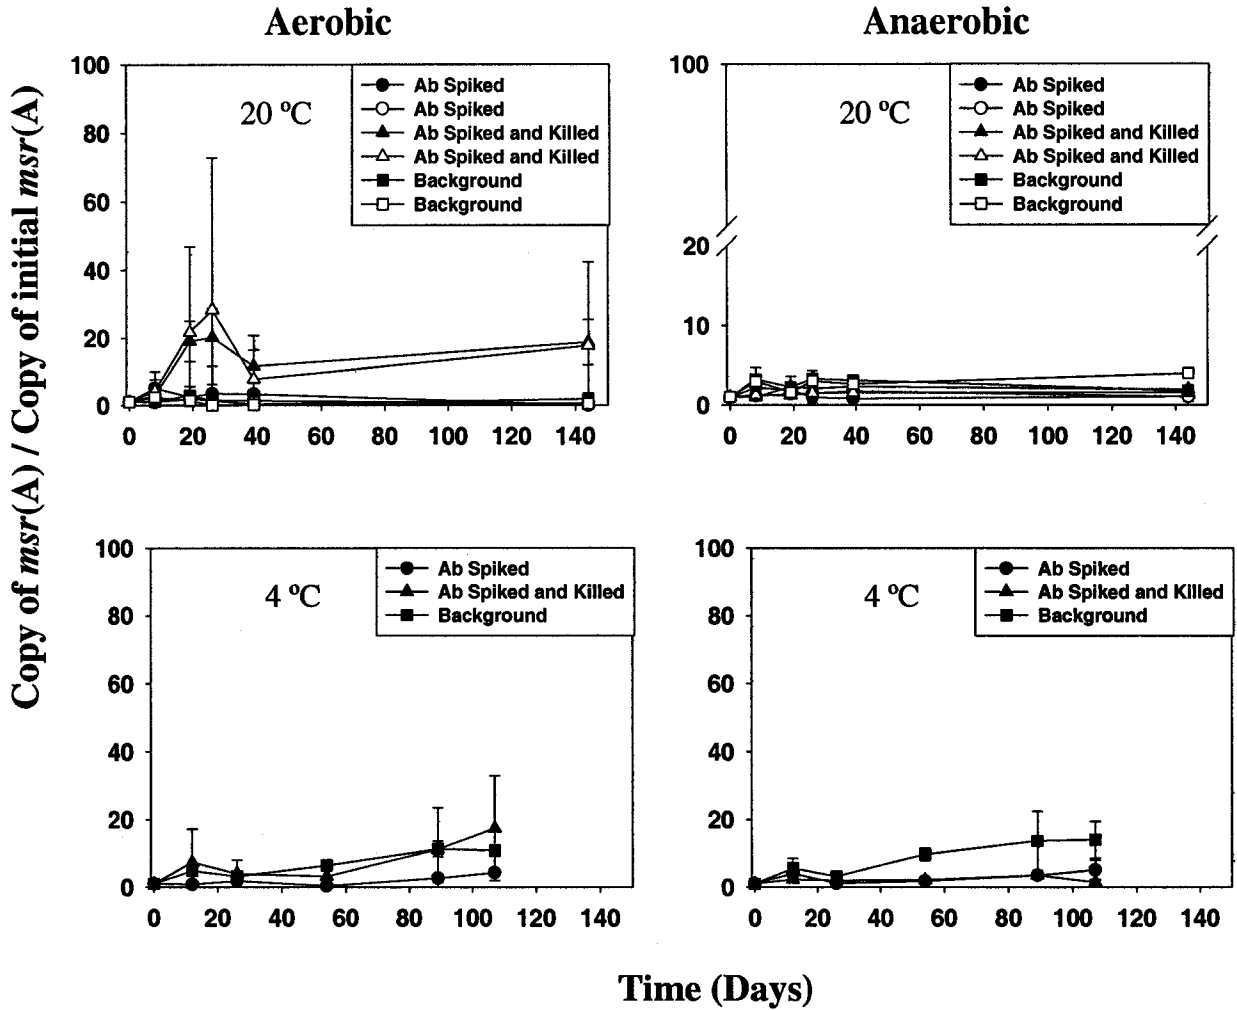 Aerobic
Anaerobic
Copy of msr(A) / Copy of initial msr(A)
100
80
60
40
20
0
20 ºC
Ab Spiked
Ab Spiked
Ab Spiked and Killed
Ab Spiked and Killed
Background
Background
0 20 40 60 80 100 120 140
100
20
10
0
20 ºC
Ab Spiked
Ab Spiked
Ab Spiked and Killed
Ab Spiked and Killed
Background
Background
0 20 40 60 80 100 120 140
100
80
60
40
20
0
4 ºC
Ab Spiked
Ab Spiked and Killed
Background
0 20 40 60 80 100 120 140
100
80
60
40
20
0
4 ºC
Ab Spiked
Ab Spiked and Killed
Background
0 20 40 60 80 100 120 140
Time (Days)